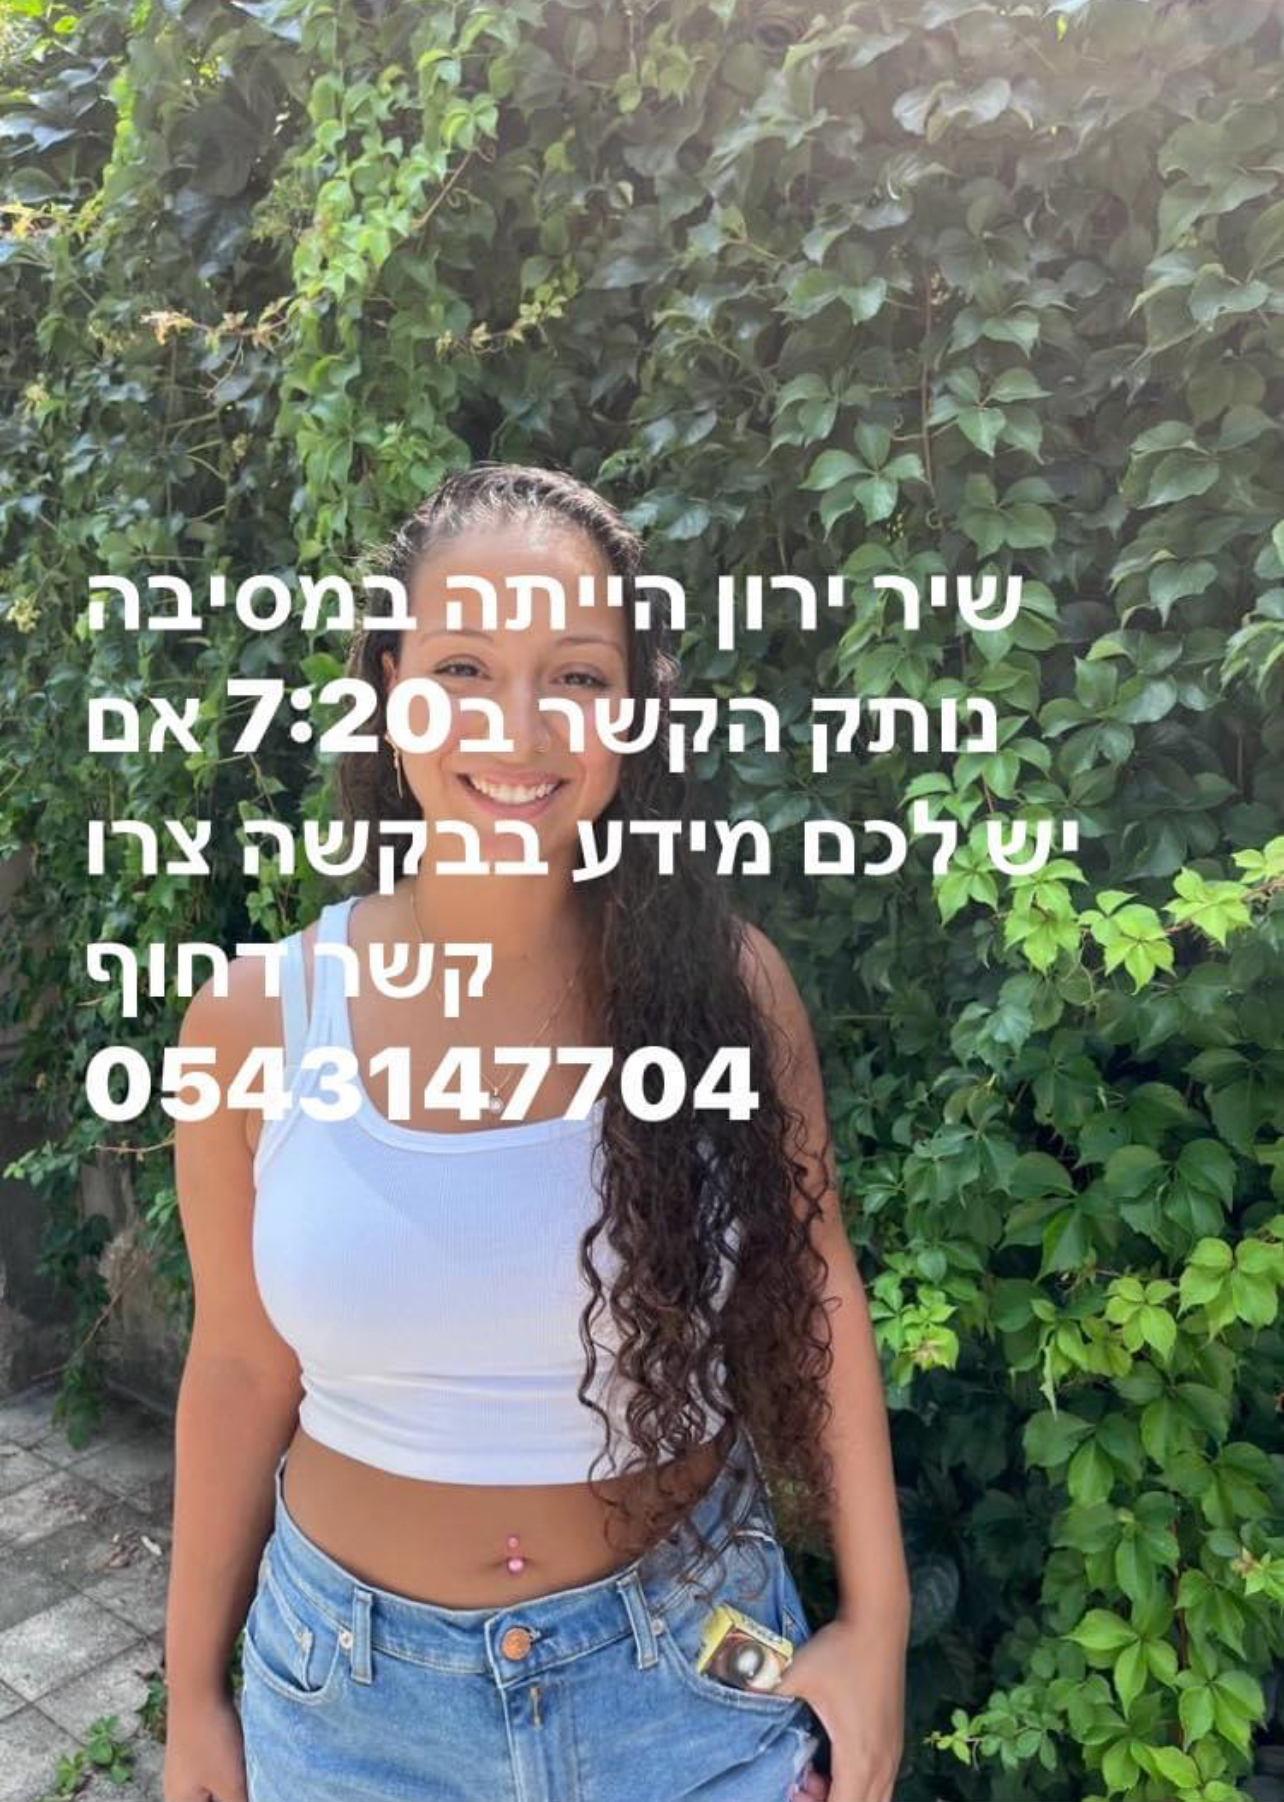 שיר ירון הייתה במסיבה
נותק הקשר ב7:20 אם
יש לכם מידע בבקשה צרו
קשר דחוף
0543147704